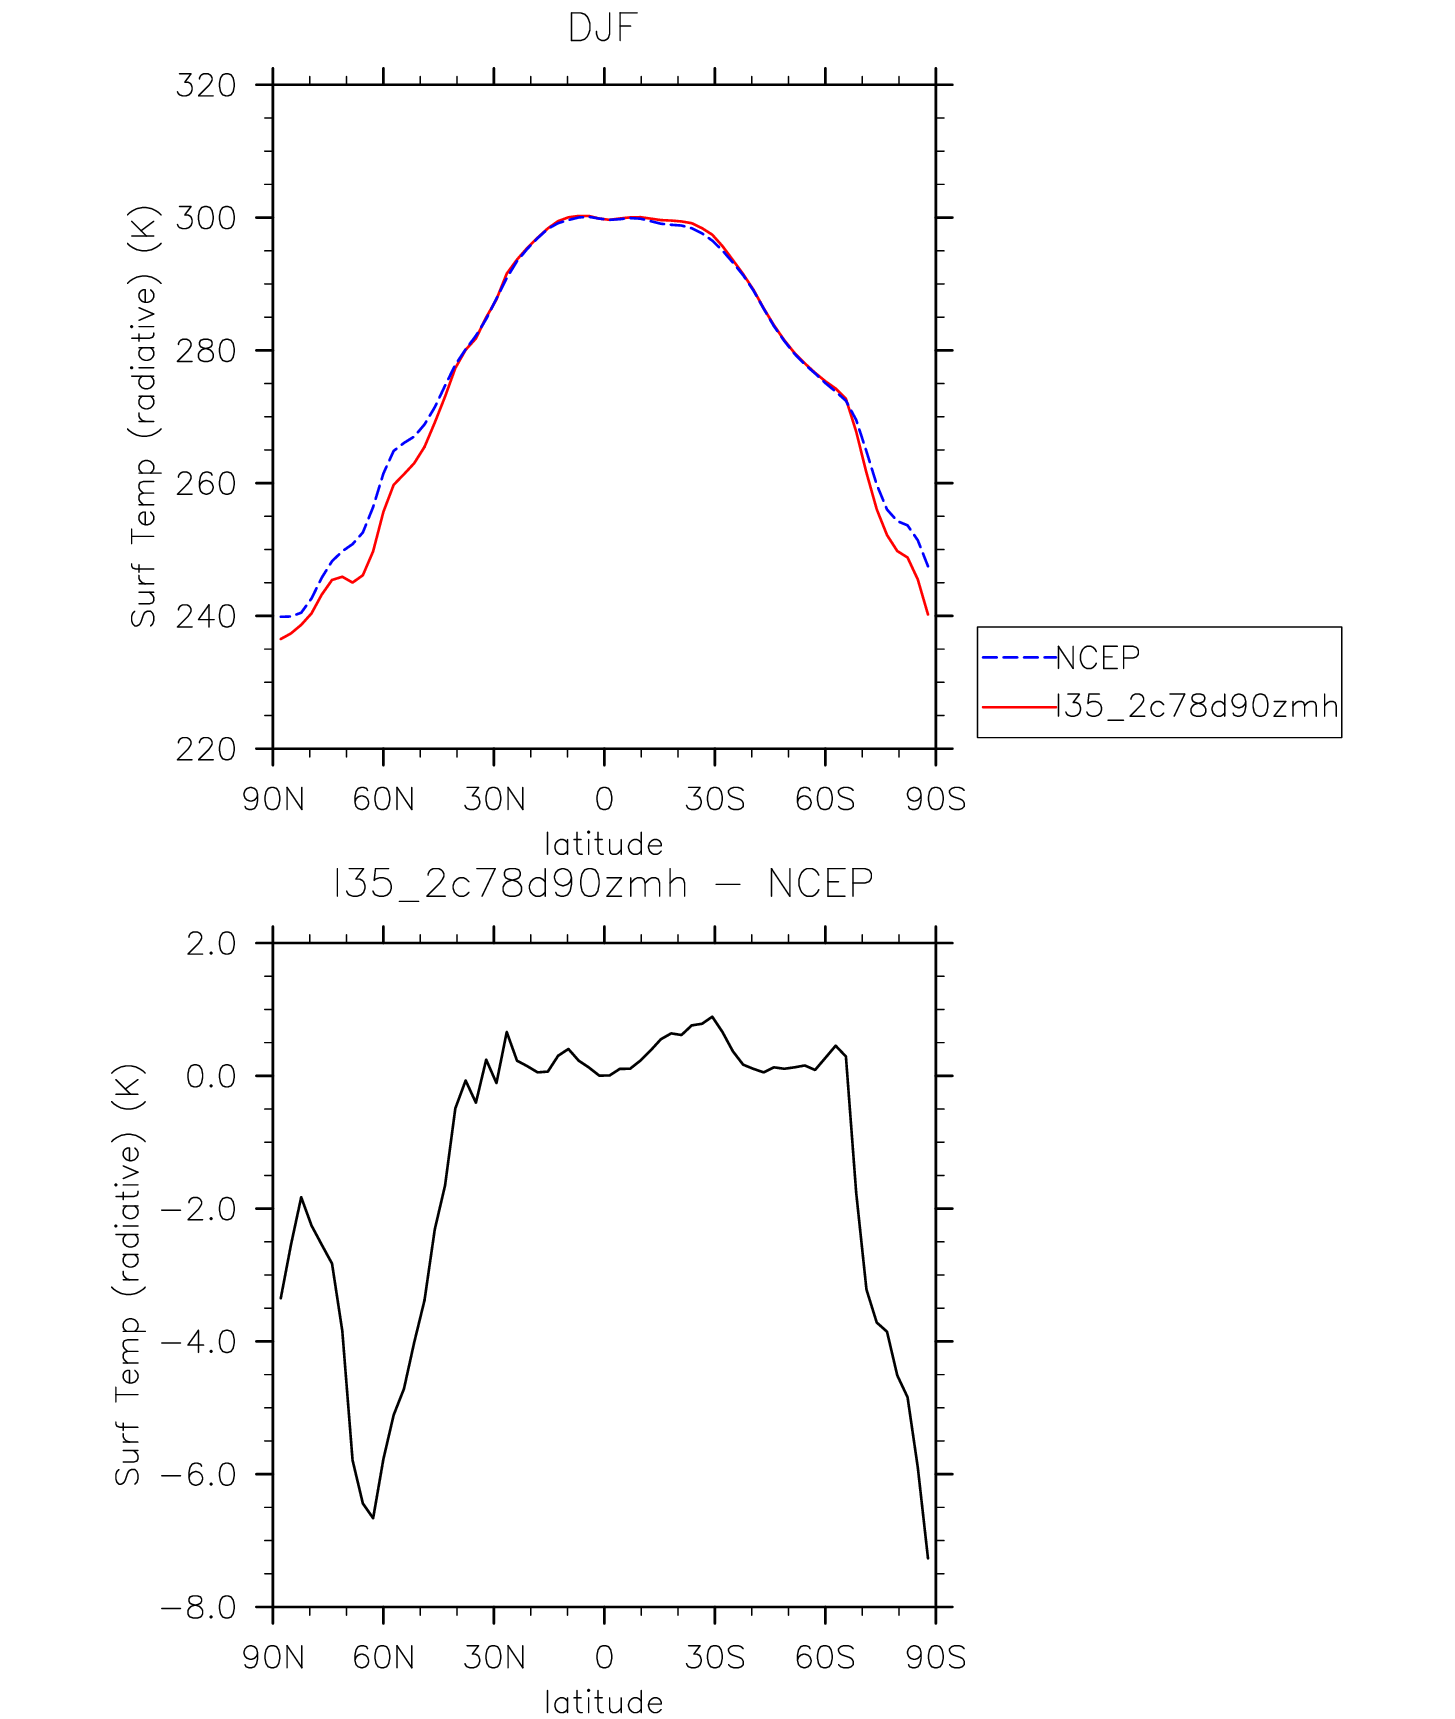 DJF
320
300
280
260
240
220
Surf Temp (radiative) (K)
90N 60N 30N 0 30S 60S 90S
latitude
NCEP
I35_2c78d90zmh
I35_2c78d90zmh − NCEP
2.0
0.0
−2.0
−4.0
−6.0
−8.0
Surf Temp (radiative) (K)
90N 60N 30N 0 30S 60S 90S
latitude